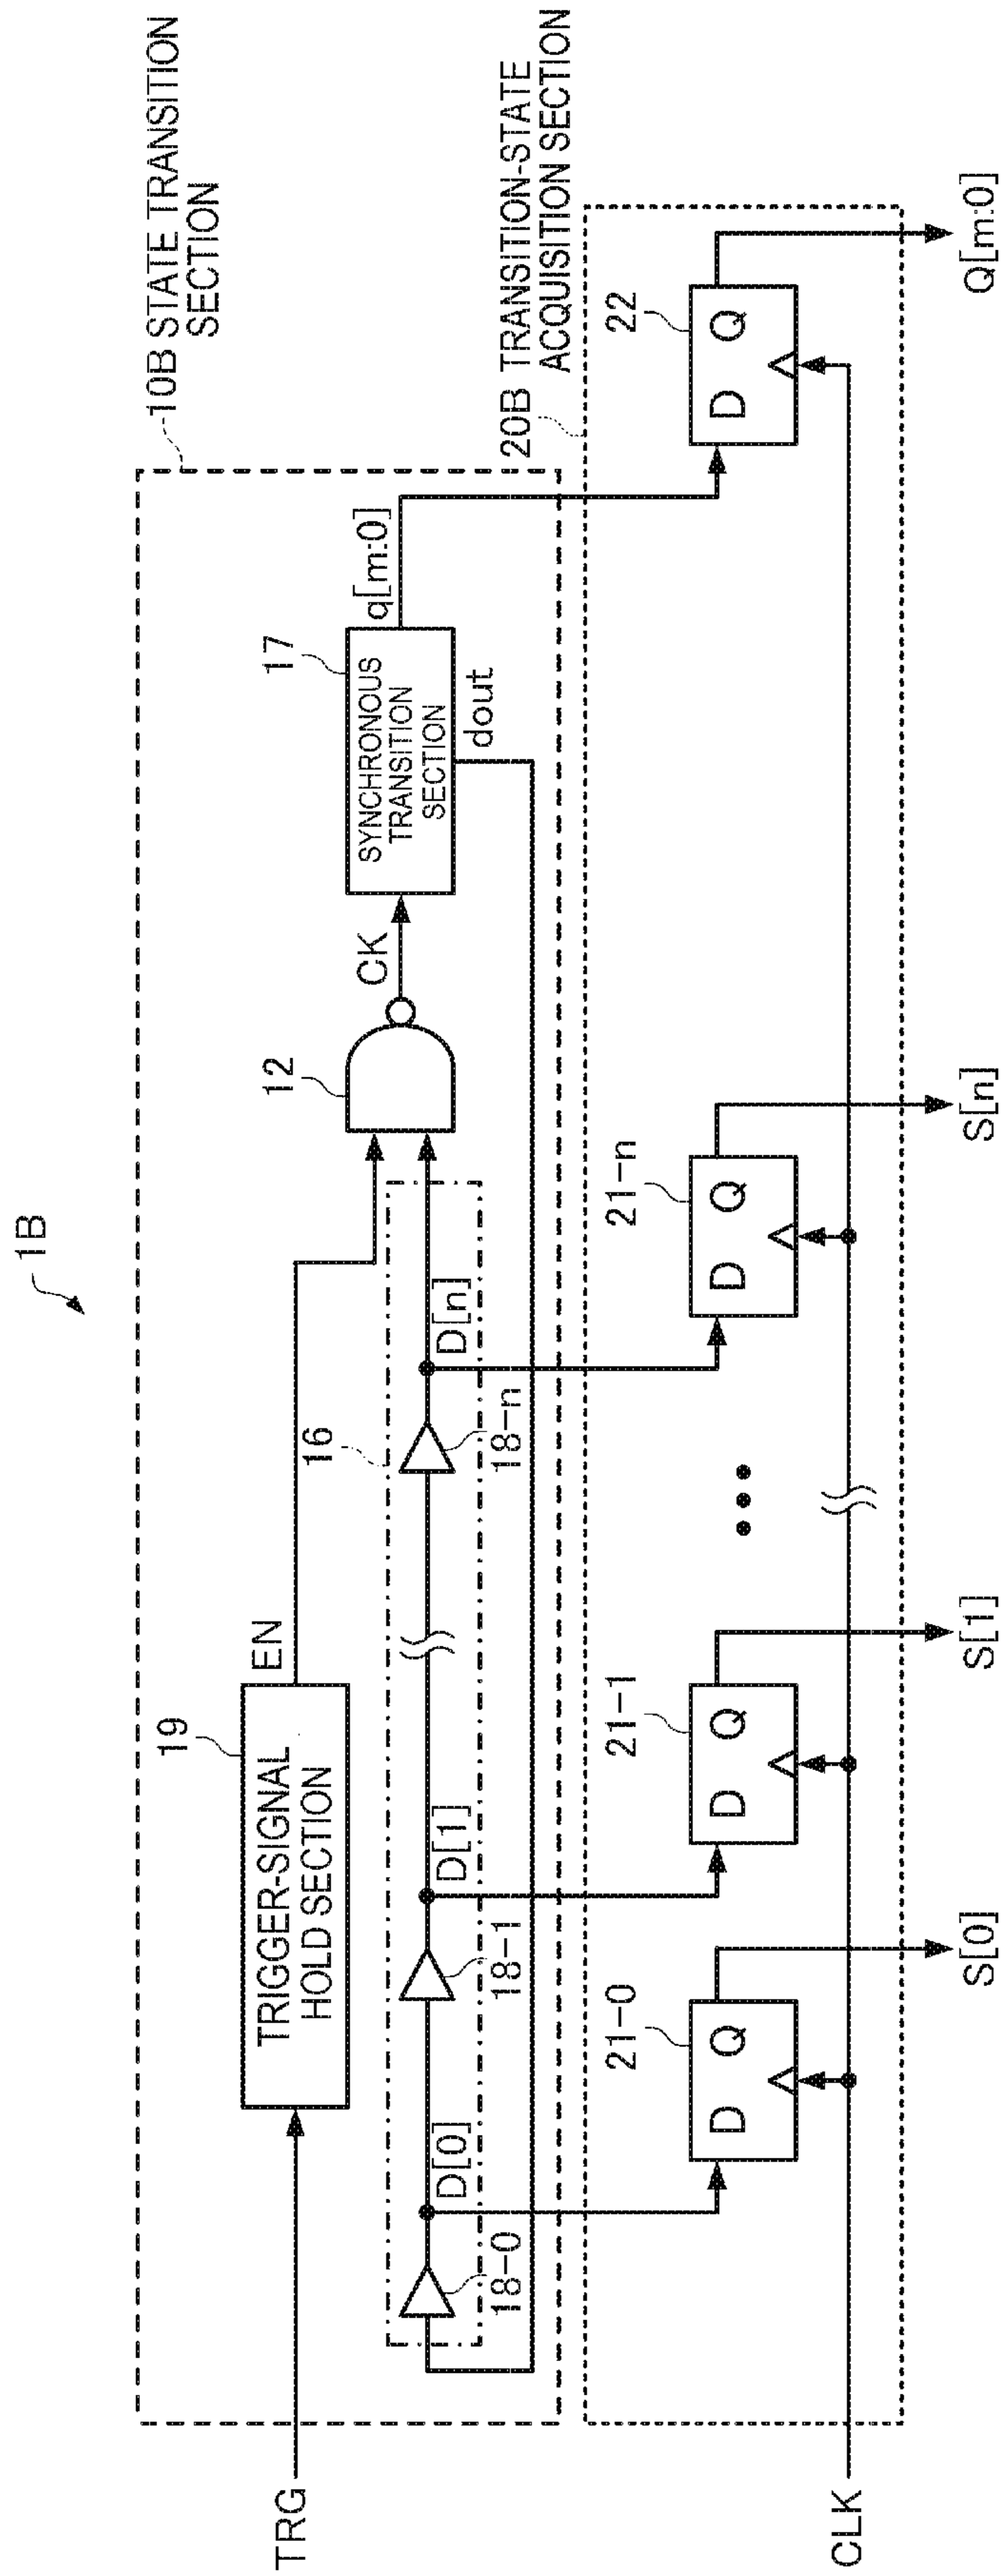 1B
10B STATE TRANSITION
SECTION
TRG
19
TRIGGER-SIGNAL
HOLD SECTION
EN
16
12
CK
17
SYNCHRONOUS
TRANSITION
SECTION
q[m:0]
dout
18-0
D[0]
18-1
D[1]
18-n
D[n]
20B TRANSITION-STATE
ACQUISITION SECTION
21-0
D Q
21-1
D Q
21-n
D Q
22
D Q
CLK
S[0]
S[1]
S[n]
Q[m:0]